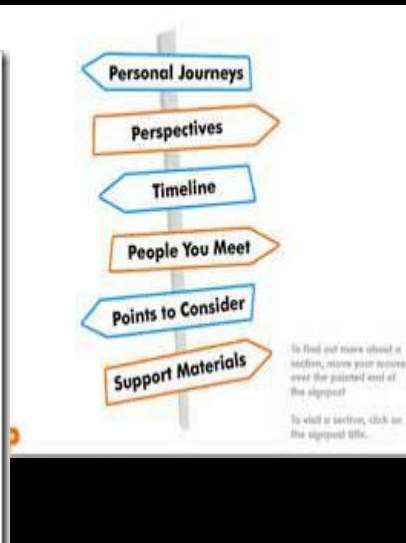 Personal Journeys
Perspectives
Timeline
People You Meet
Points to Consider
Support Materials
To find out more about a
section, move your mouse
over the pointed end of
the signpost
To visit a section, click on
the signpost title.